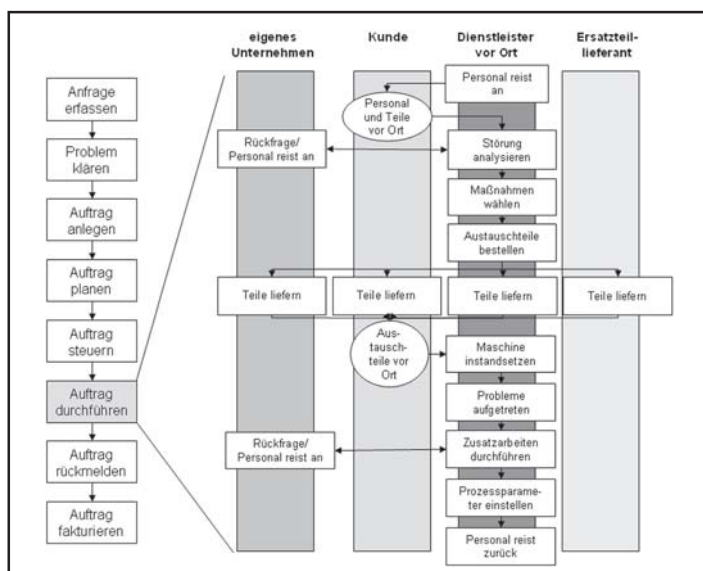 eigenes
Unternehmen
Kunde
Dienstleister
vor Ort
Ersatzteil-
lieferant
Anfrage
erfassen
Problem
klären
Auftrag
anlegen
Auftrag
planen
Auftrag
steuern
Auftrag
durchführen
Auftrag
rückmelden
Auftrag
fakturieren
Personal reist
an
Personal
und Teile
vor Ort
Rückfrage/
Personal reist an
Störung
analysieren
Maßnahmen
wählen
Austauschteile
bestellen
Teile liefern
Teile liefern
Teile liefern
Teile liefern
Aus-
tausch-
teile vor
Ort
Maschine
instandsetzen
Probleme
aufgetreten
Rückfrage/
Personal reist an
Zusatzarbeiten
durchführen
Prozessparame-
ter einstellen
Personal reist
zurück